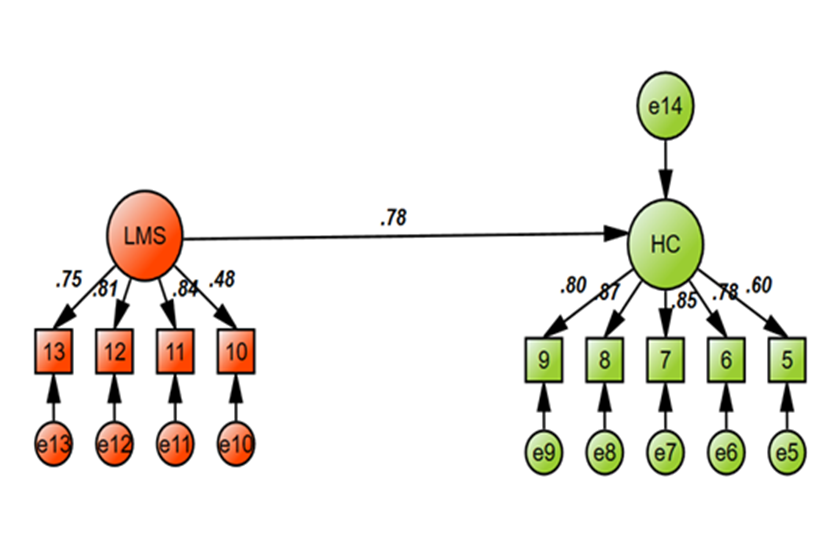 e14
.78
LMS
HC
.75 .81 .84 .48
.80 .87 .85 .78 .60
13 12 11 10
9 8 7 6 5
e13 e12 e11 e10
e9 e8 e7 e6 e5